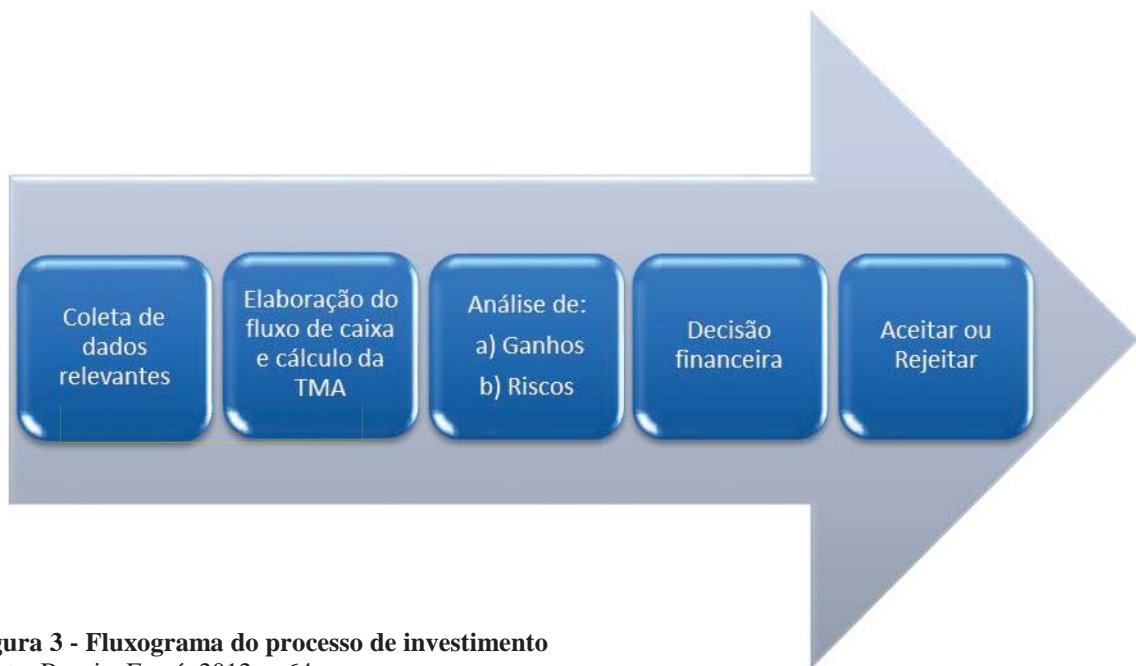 Coleta de
dados
relevantes
Elaboração do
fluxo de caixa
e cálculo da
TMA
Análise de:
a) Ganhos
b) Riscos
Decisão
financeira
Aceitar ou
Rejeitar
gura 3 - Fluxograma do processo de investimento